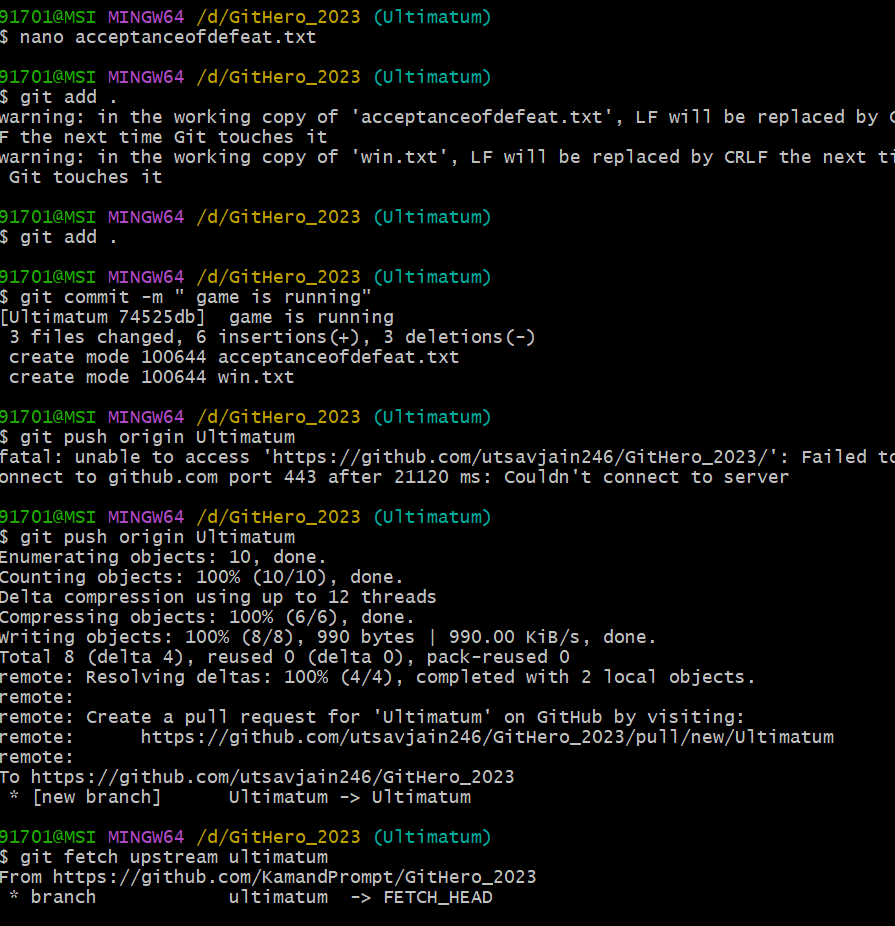 91701@MSI MINGW64 /d/GitHero_2023 (Ultimatum)
$ nano acceptanceofdefeat.txt
91701@MSI MINGW64 /d/GitHero_2023 (Ultimatum)
$ git add .
warning: in the working copy of 'acceptanceofdefeat.txt', LF will be replaced by
F the next time Git touches it
warning: in the working copy of 'win.txt', LF will be replaced by CRLF the next
Git touches it
91701@MSI MINGW64 /d/GitHero_2023 (Ultimatum)
$ git add .
91701@MSI MINGW64 /d/GitHero_2023 (Ultimatum)
$ git commit -m " game is running"
[Ultimatum 74525db]  game is running
 3 files changed, 6 insertions(+), 3 deletions(-)
 create mode 100644 acceptanceofdefeat.txt
 create mode 100644 win.txt
91701@MSI MINGW64 /d/GitHero_2023 (Ultimatum)
$ git push origin Ultimatum
fatal: unable to access 'https://github.com/utsavjain246/GitHero_2023/': Failed to
onnect to github.com port 443 after 21120 ms: Couldn't connect to server
91701@MSI MINGW64 /d/GitHero_2023 (Ultimatum)
$ git push origin Ultimatum
Enumerating objects: 10, done.
Counting objects: 100% (10/10), done.
Delta compression using up to 12 threads
Compressing objects: 100% (6/6), done.
Writing objects: 100% (8/8), 990 bytes | 990.00 KiB/s, done.
Total 8 (delta 4), reused 0 (delta 0), pack-reused 0
remote: Resolving deltas: 100% (4/4), completed with 2 local objects.
remote:
remote: Create a pull request for 'Ultimatum' on GitHub by visiting:
remote:      https://github.com/utsavjain246/GitHero_2023/pull/new/Ultimatum
remote:
To https://github.com/utsavjain246/GitHero_2023
 * [new branch]      Ultimatum -> Ultimatum
91701@MSI MINGW64 /d/GitHero_2023 (Ultimatum)
$ git fetch upstream ultimatum
From https://github.com/KamandPrompt/GitHero_2023
 * branch            ultimatum  -> FETCH_HEAD